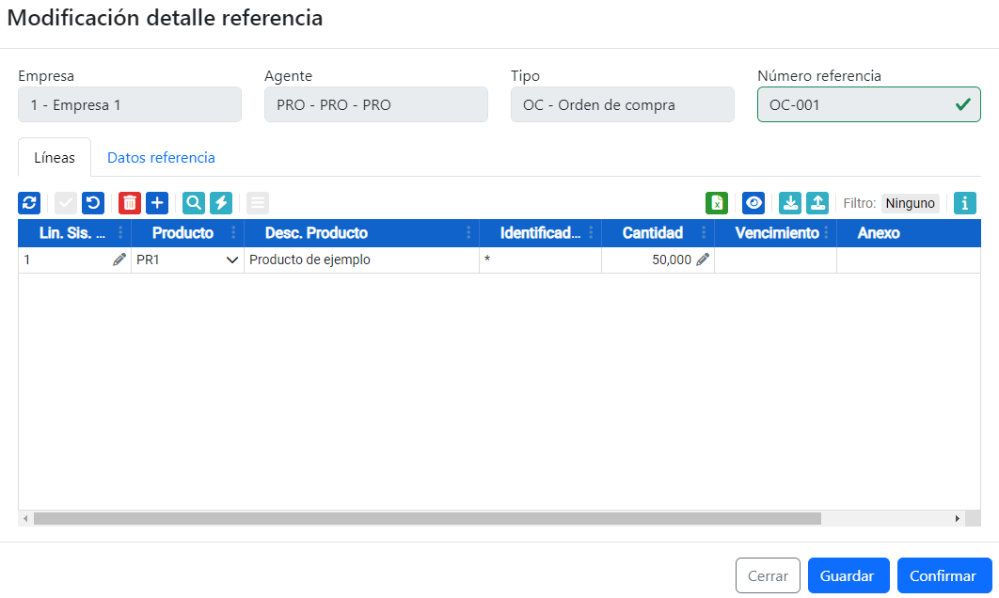 Modificación detalle referencia
Empresa Agente Tipo Número referencia
1 - Empresa 1 PRO - PRO - PRO OC - Orden de compra OC-001
Líneas Datos referencia
Filtro: Ninguno
Lin. Sis. ... Producto Desc. Producto Identificad... Cantidad Vencimiento Anexo
1 PR1 Producto de ejemplo * 50,000
Cerrar Guardar Confirmar